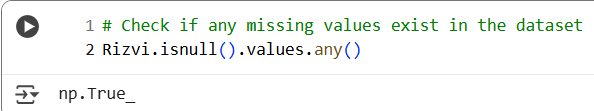 1 # Check if any missing values exist in the dataset
2 Rizvi.isnull().values.any()
np.True_